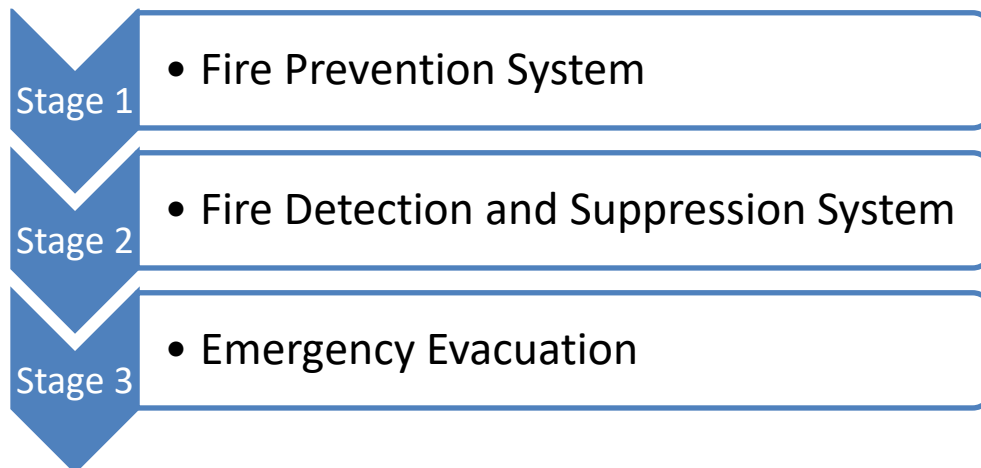 Stage 1
• Fire Prevention System
Stage 2
• Fire Detection and Suppression System
Stage 3
• Emergency Evacuation